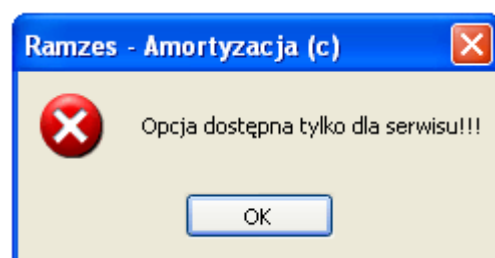 Ramzes - Amortyzacja (c)
Opcja dostępna tylko dla serwisu!!!
OK